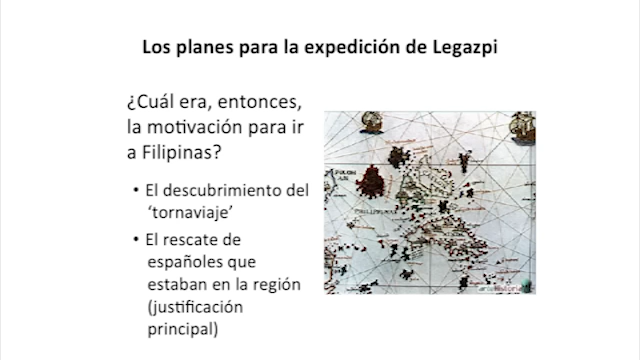 Los planes para la expedición de Legazpi
¿Cuál era, entonces,
la motivación para ir
a Filipinas?
• El descubrimiento del
‘tornaviaje’
• El rescate de
españoles que
estaban en la región
(justificación
principal)